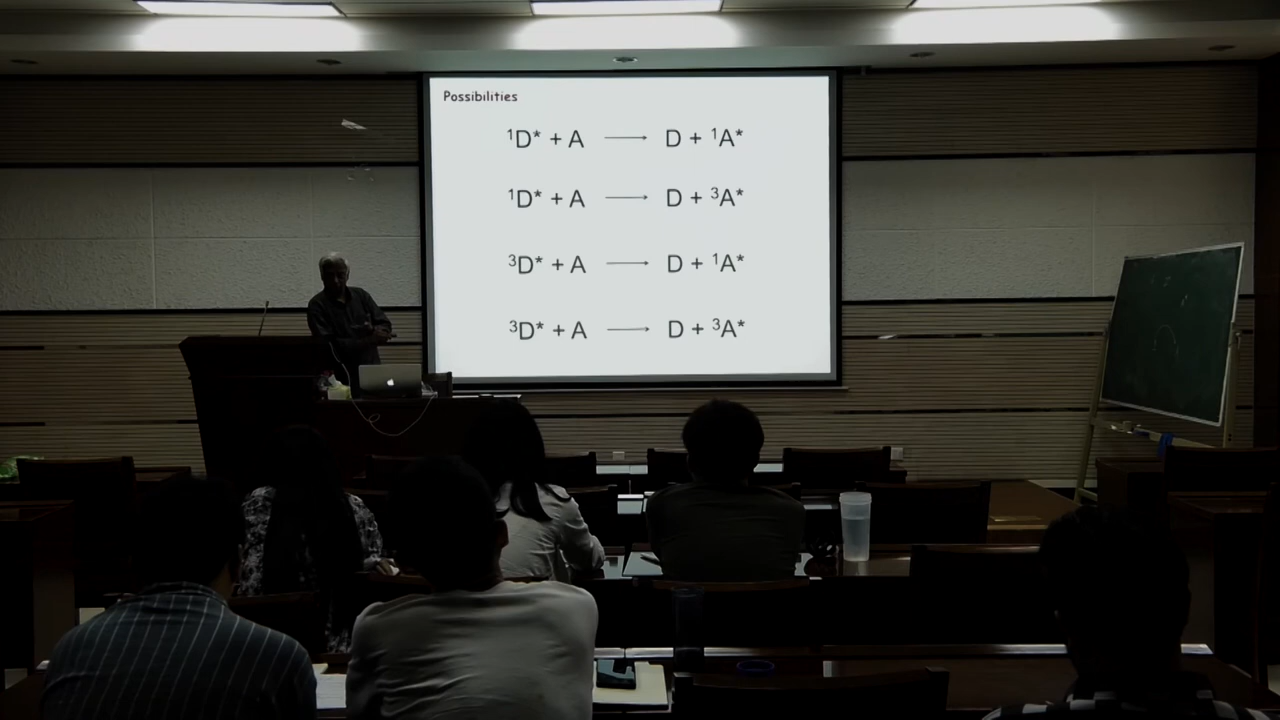 Possibilities
¹D* + A ⟶ D + ¹A*
¹D* + A ⟶ D + ³A*
³D* + A ⟶ D + ¹A*
³D* + A ⟶ D + ³A*